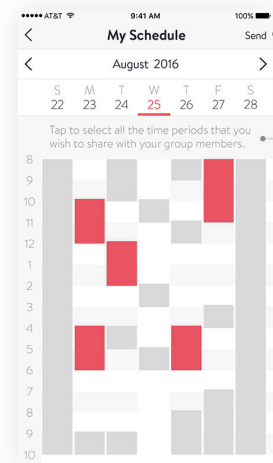 AT&T 9:41 AM 100%
My Schedule Send
August 2016
S M T W T F S
22 23 24 25 26 27 28
Tap to select all the time periods that you
wish to share with your group members.
8
9
10
11
12
1
2
3
4
5
6
7
8
9
10